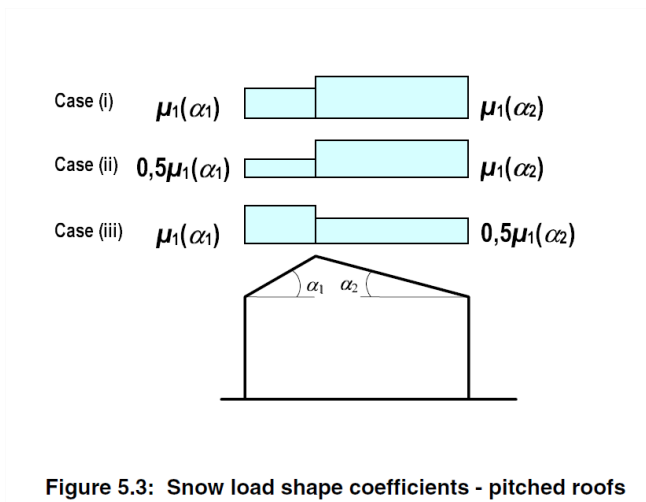 Case (i) μ₁(α₁) μ₁(α₂)
Case (ii) 0,5μ₁(α₁) μ₁(α₂)
Case (iii) μ₁(α₁) 0,5μ₁(α₂)
α₁ α₂
Figure 5.3: Snow load shape coefficients - pitched roofs